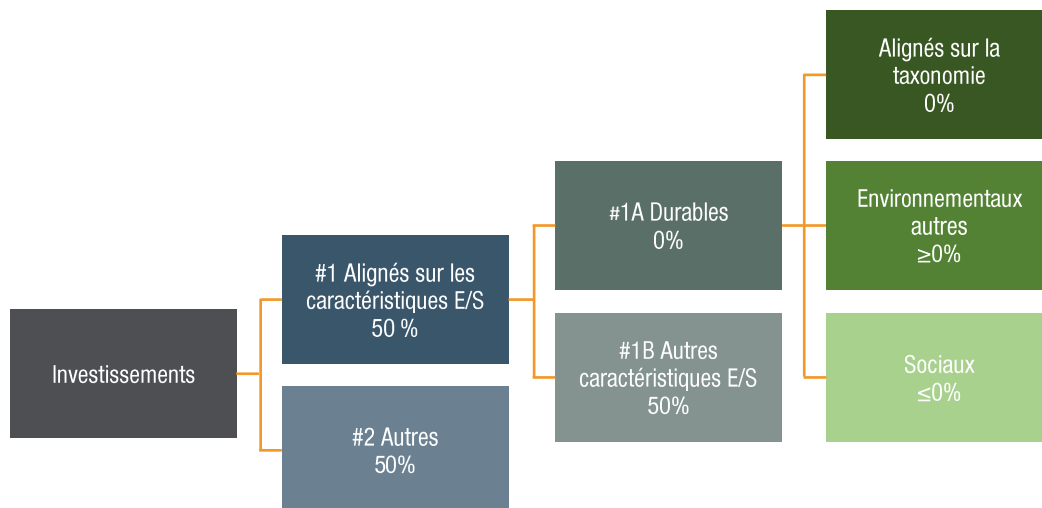 Investissements
#1 Alignés sur les
caractéristiques E/S
50 %
#2 Autres
50%
#1A Durables
0%
#1B Autres
caractéristiques E/S
50%
Alignés sur la
taxonomie
0%
Environnementaux
autres
≥0%
Sociaux
≤0%